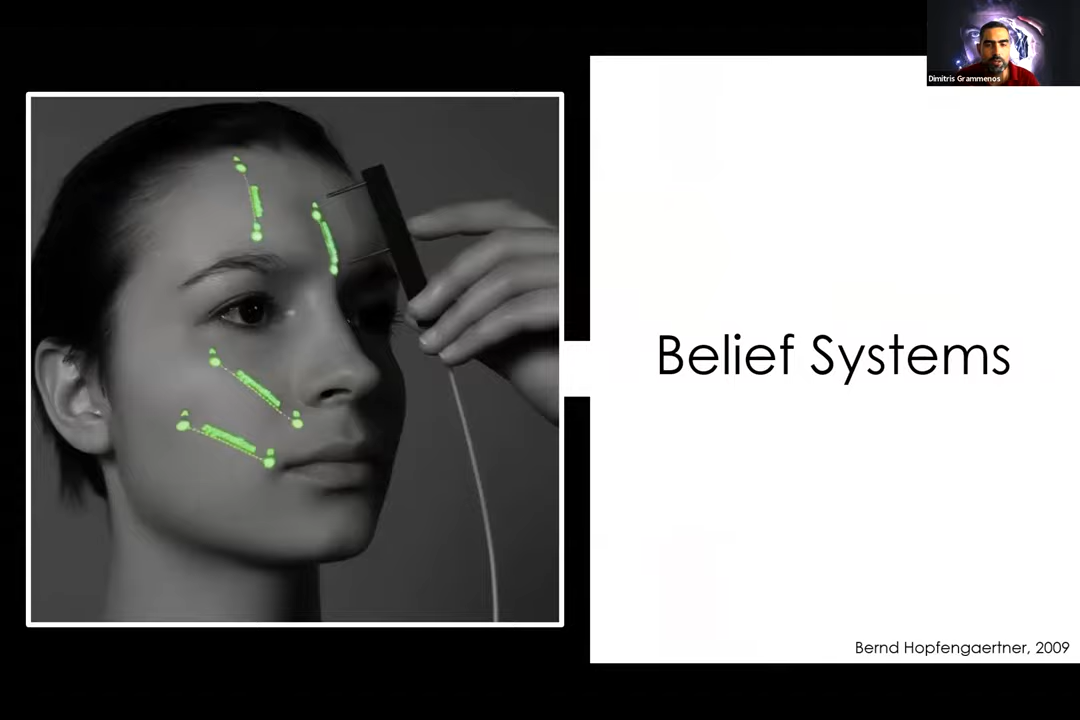 Dimitris Grammenos
Belief Systems
Bernd Hopfengaertner, 2009